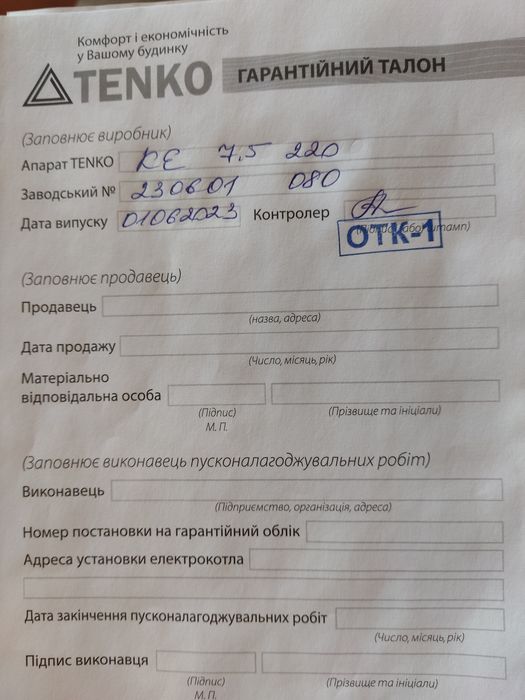 Комфорт і економічність
у Вашому будинку
TENKO
ГАРАНТІЙНИЙ ТАЛОН
(Заповнює виробник)
Апарат TENKO КЕ 7,5 220
Заводський № 230601 080
Дата випуску 01062023 Контролер
ОТК-1
(Заповнює продавець)
Продавець
(назва, адреса)
Дата продажу
(Число, місяць, рік)
Матеріально
відповідальна особа
(Підпис) (Прізвище та ініціали)
М. П.
(Заповнює виконавець пусконалагоджувальних робіт)
Виконавець
(Підприємство, організація, адреса)
Номер постановки на гарантійний облік
Адреса установки електрокотла
Дата закінчення пусконалагоджувальних робіт
(Число, місяць, рік)
Підпис виконавця
(Підпис) (Прізвище та ініціали)
М. П.